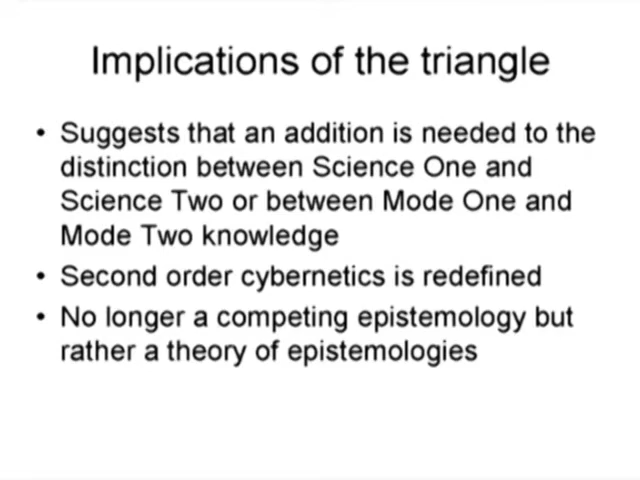 Implications of the triangle
• Suggests that an addition is needed to the
distinction between Science One and
Science Two or between Mode One and
Mode Two knowledge
• Second order cybernetics is redefined
• No longer a competing epistemology but
rather a theory of epistemologies